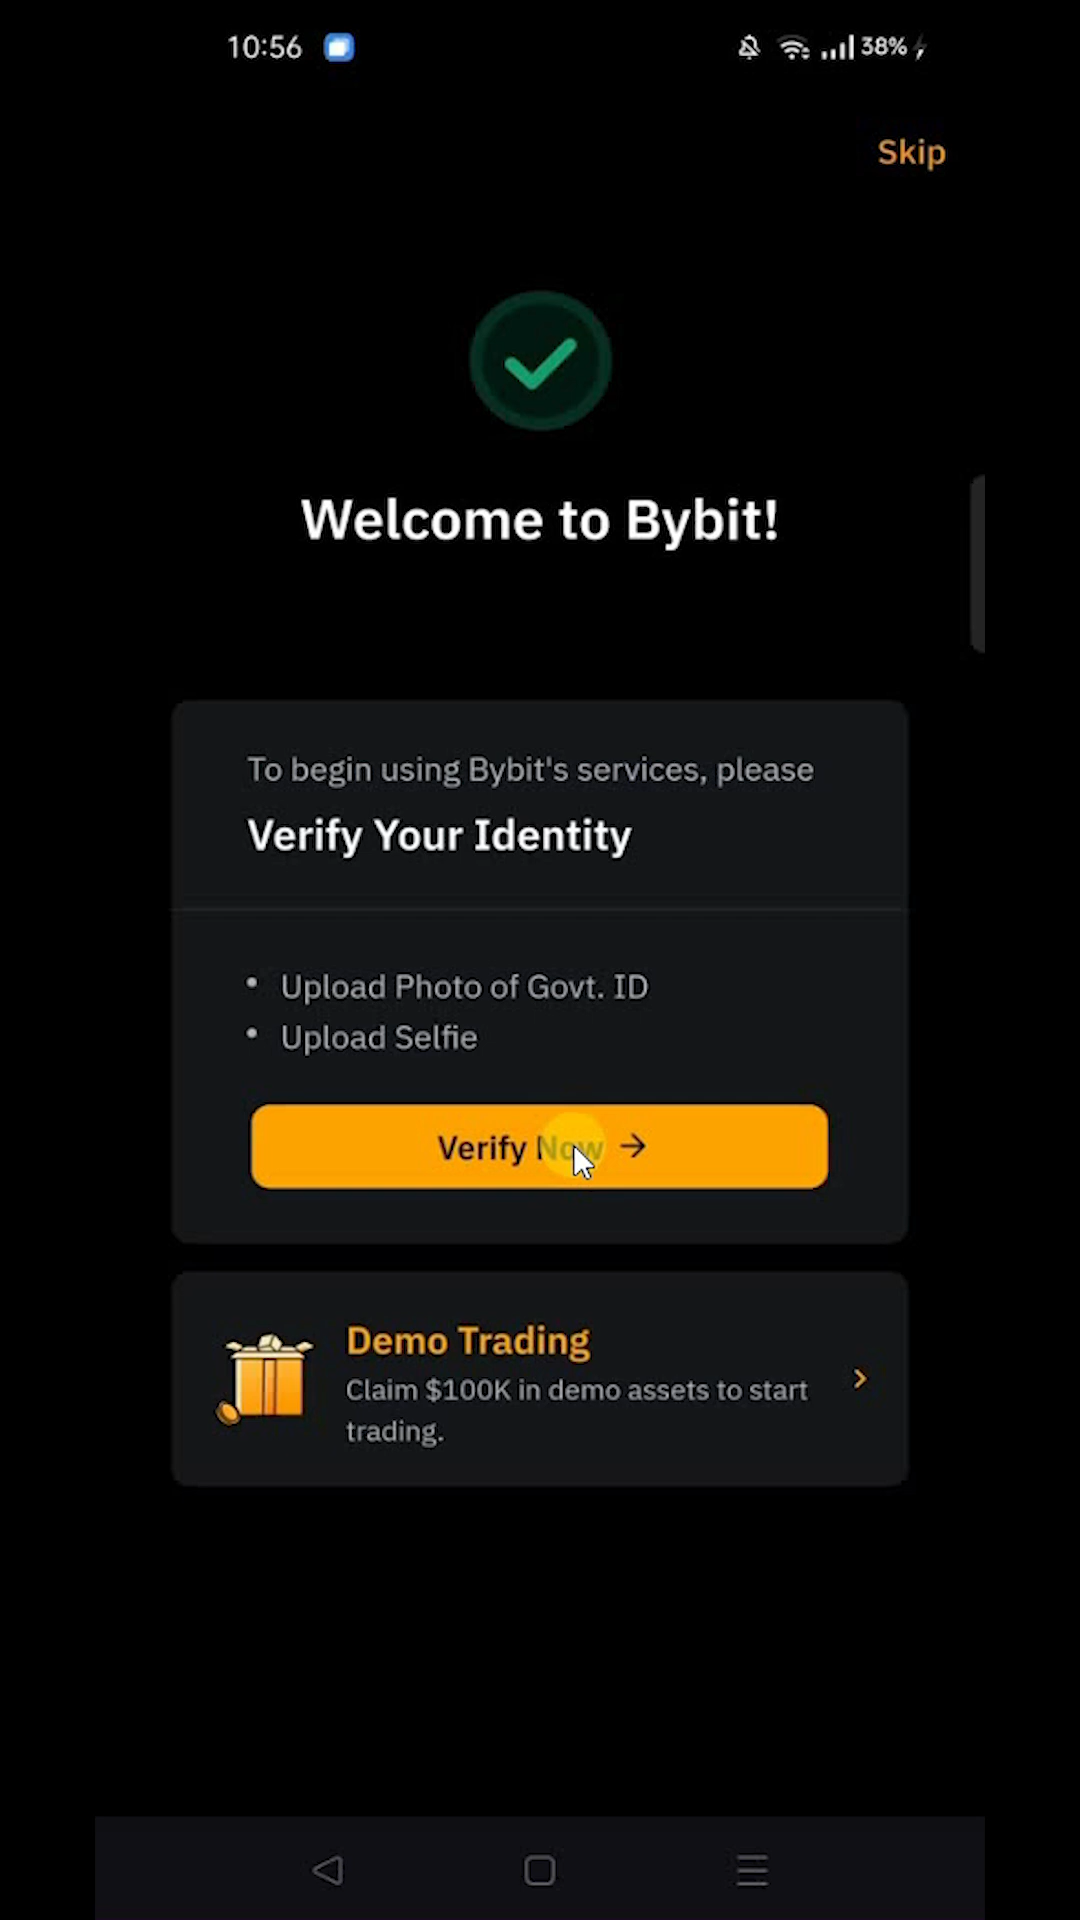 10:56
38%
Skip
Welcome to Bybit!
To begin using Bybit's services, please
Verify Your Identity
• Upload Photo of Govt. ID
• Upload Selfie
Verify Now →
Demo Trading
Claim $100K in demo assets to start
trading.